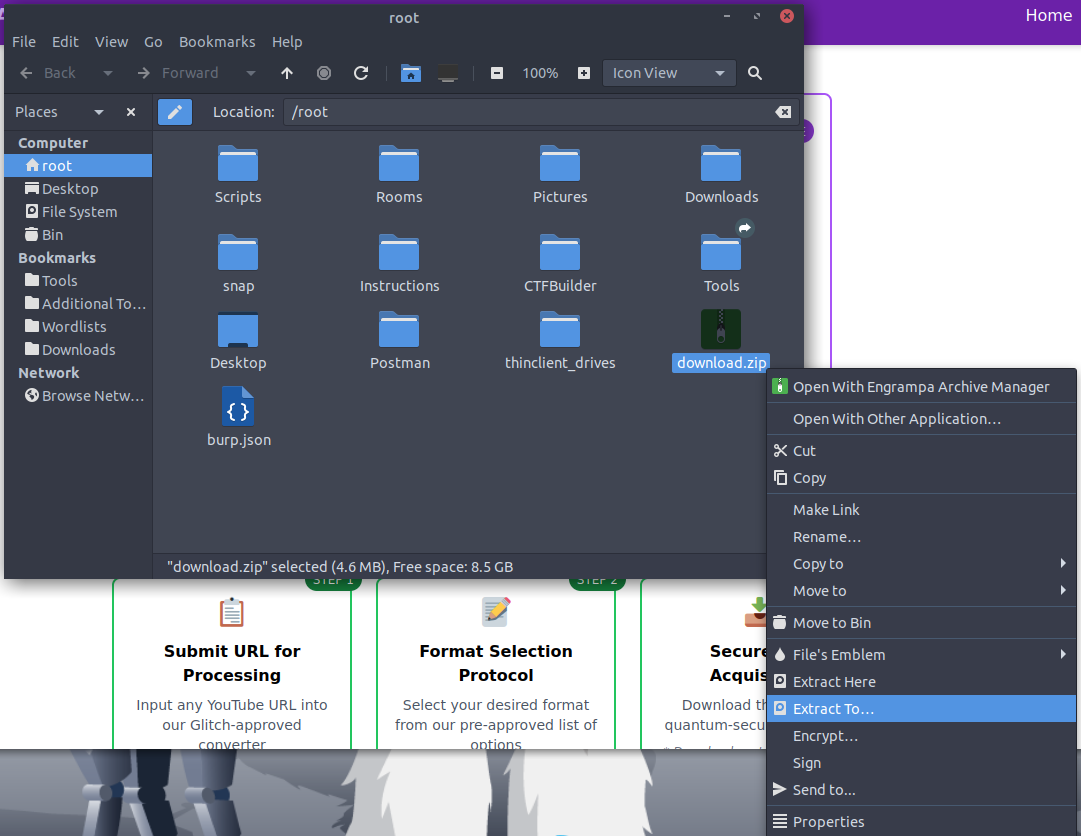 root
Home
File Edit View Go Bookmarks Help
Back Forward 100% Icon View
Places Location: /root
Computer
root
Desktop
File System
Bin
Bookmarks
Tools
Additional To...
Wordlists
Downloads
Network
Browse Netw...
Scripts Rooms Pictures Downloads
snap Instructions CTFBuilder Tools
Desktop Postman thinclient_drives download.zip
burp.json
"download.zip" selected (4.6 MB), Free space: 8.5 GB
Open With Engrampa Archive Manager
Open With Other Application...
Cut
Copy
Make Link
Rename...
Copy to
Move to
Move to Bin
File's Emblem
Extract Here
Extract To...
Encrypt...
Sign
Send to...
Properties
STEP 1
Submit URL for
Processing
Input any YouTube URL into
our Glitch-approved
converter
STEP 2
Format Selection
Protocol
Select your desired format
from our pre-approved list of
options
Secure
Acquis
Download th
quantum-secu